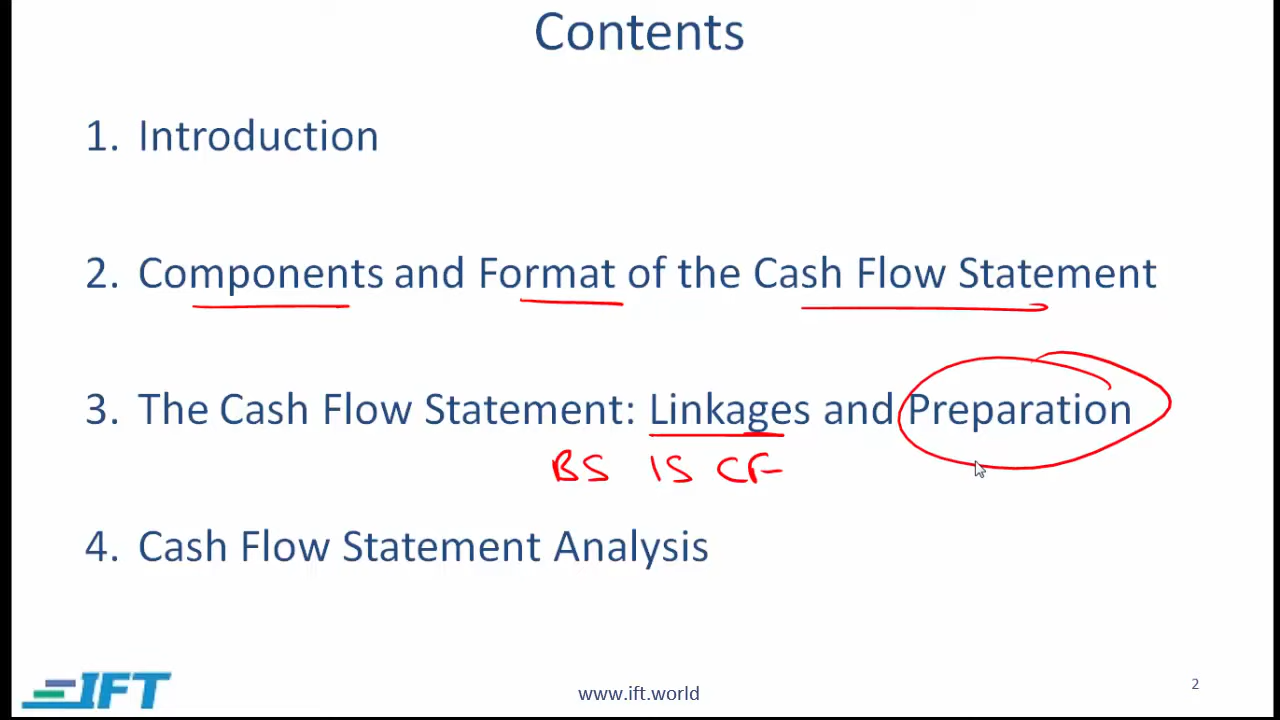 Contents
1. Introduction
2. Components and Format of the Cash Flow Statement
3. The Cash Flow Statement: Linkages and Preparation
BS IS CF
4. Cash Flow Statement Analysis
IFT
www.ift.world
2